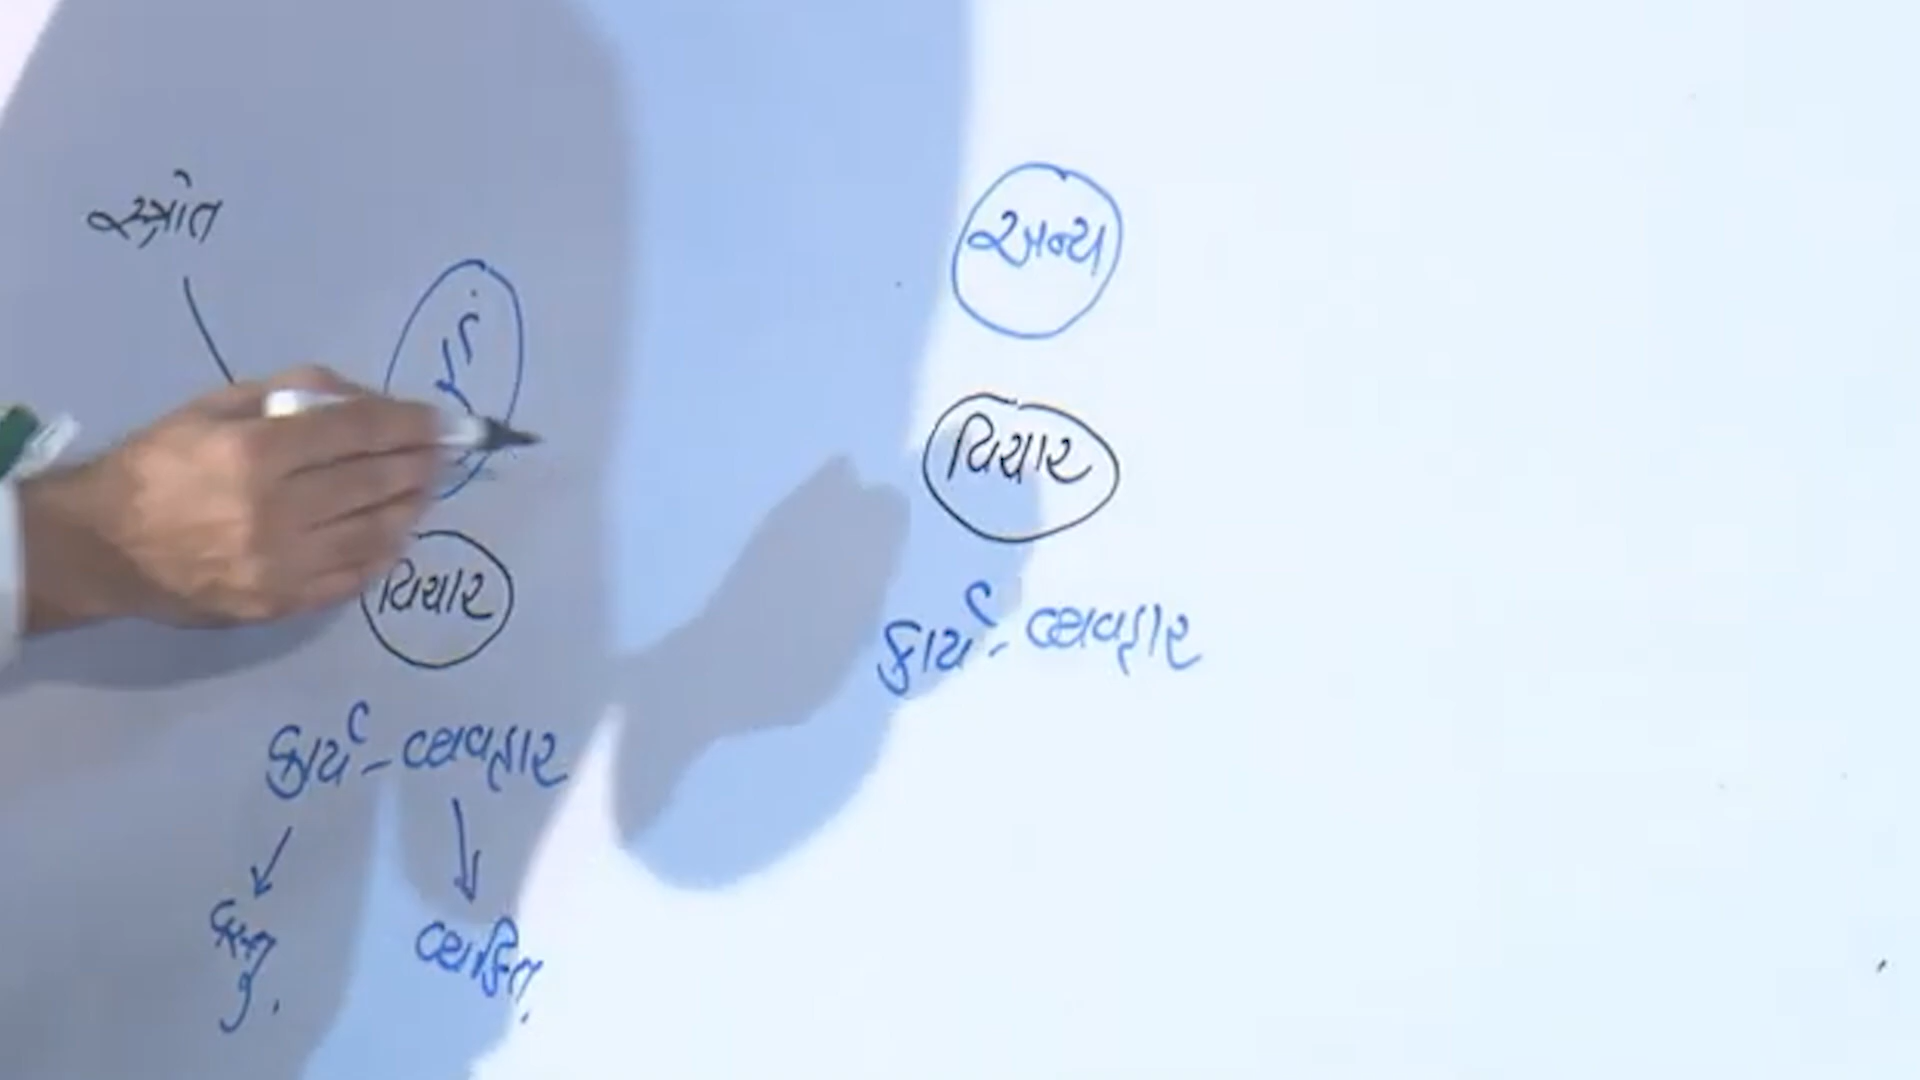 સ્ત્રોત
હું
વિચાર
કાર્ય - વ્યવહાર
વસ્તુ.
વ્યક્તિ.
અન્ય
વિચાર
કાર્ય - વ્યવહાર